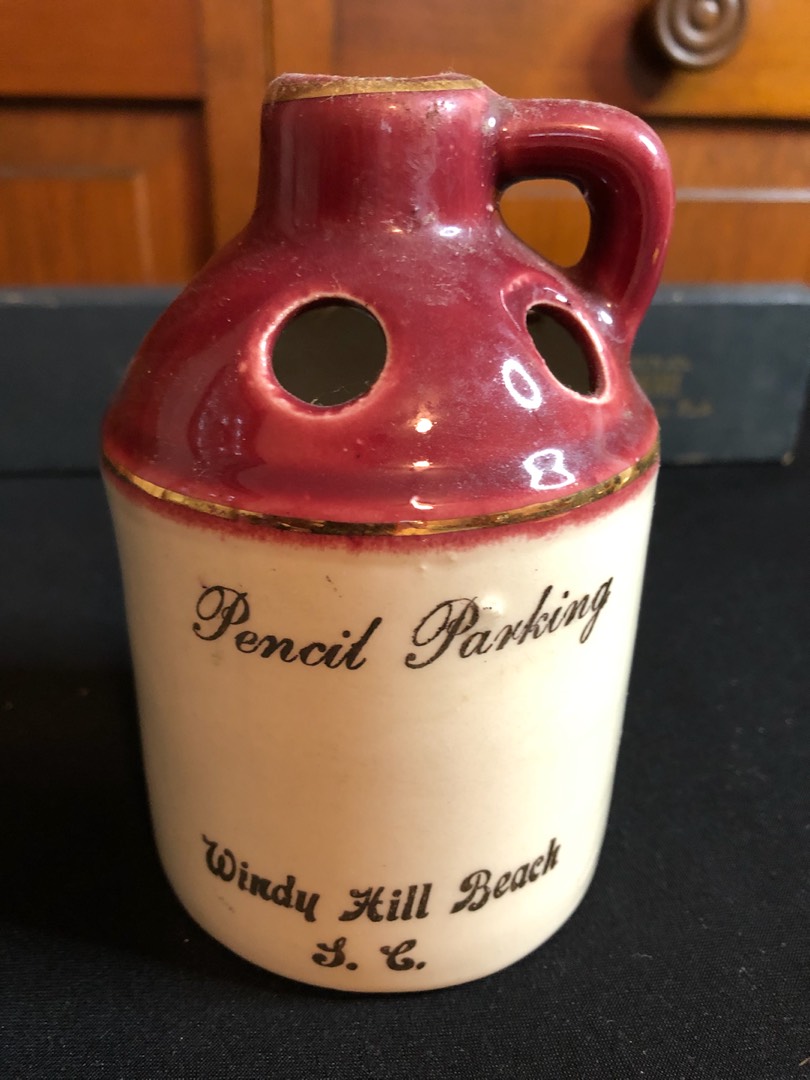 Pencil Parking
Windy Hill Beach
S. C.